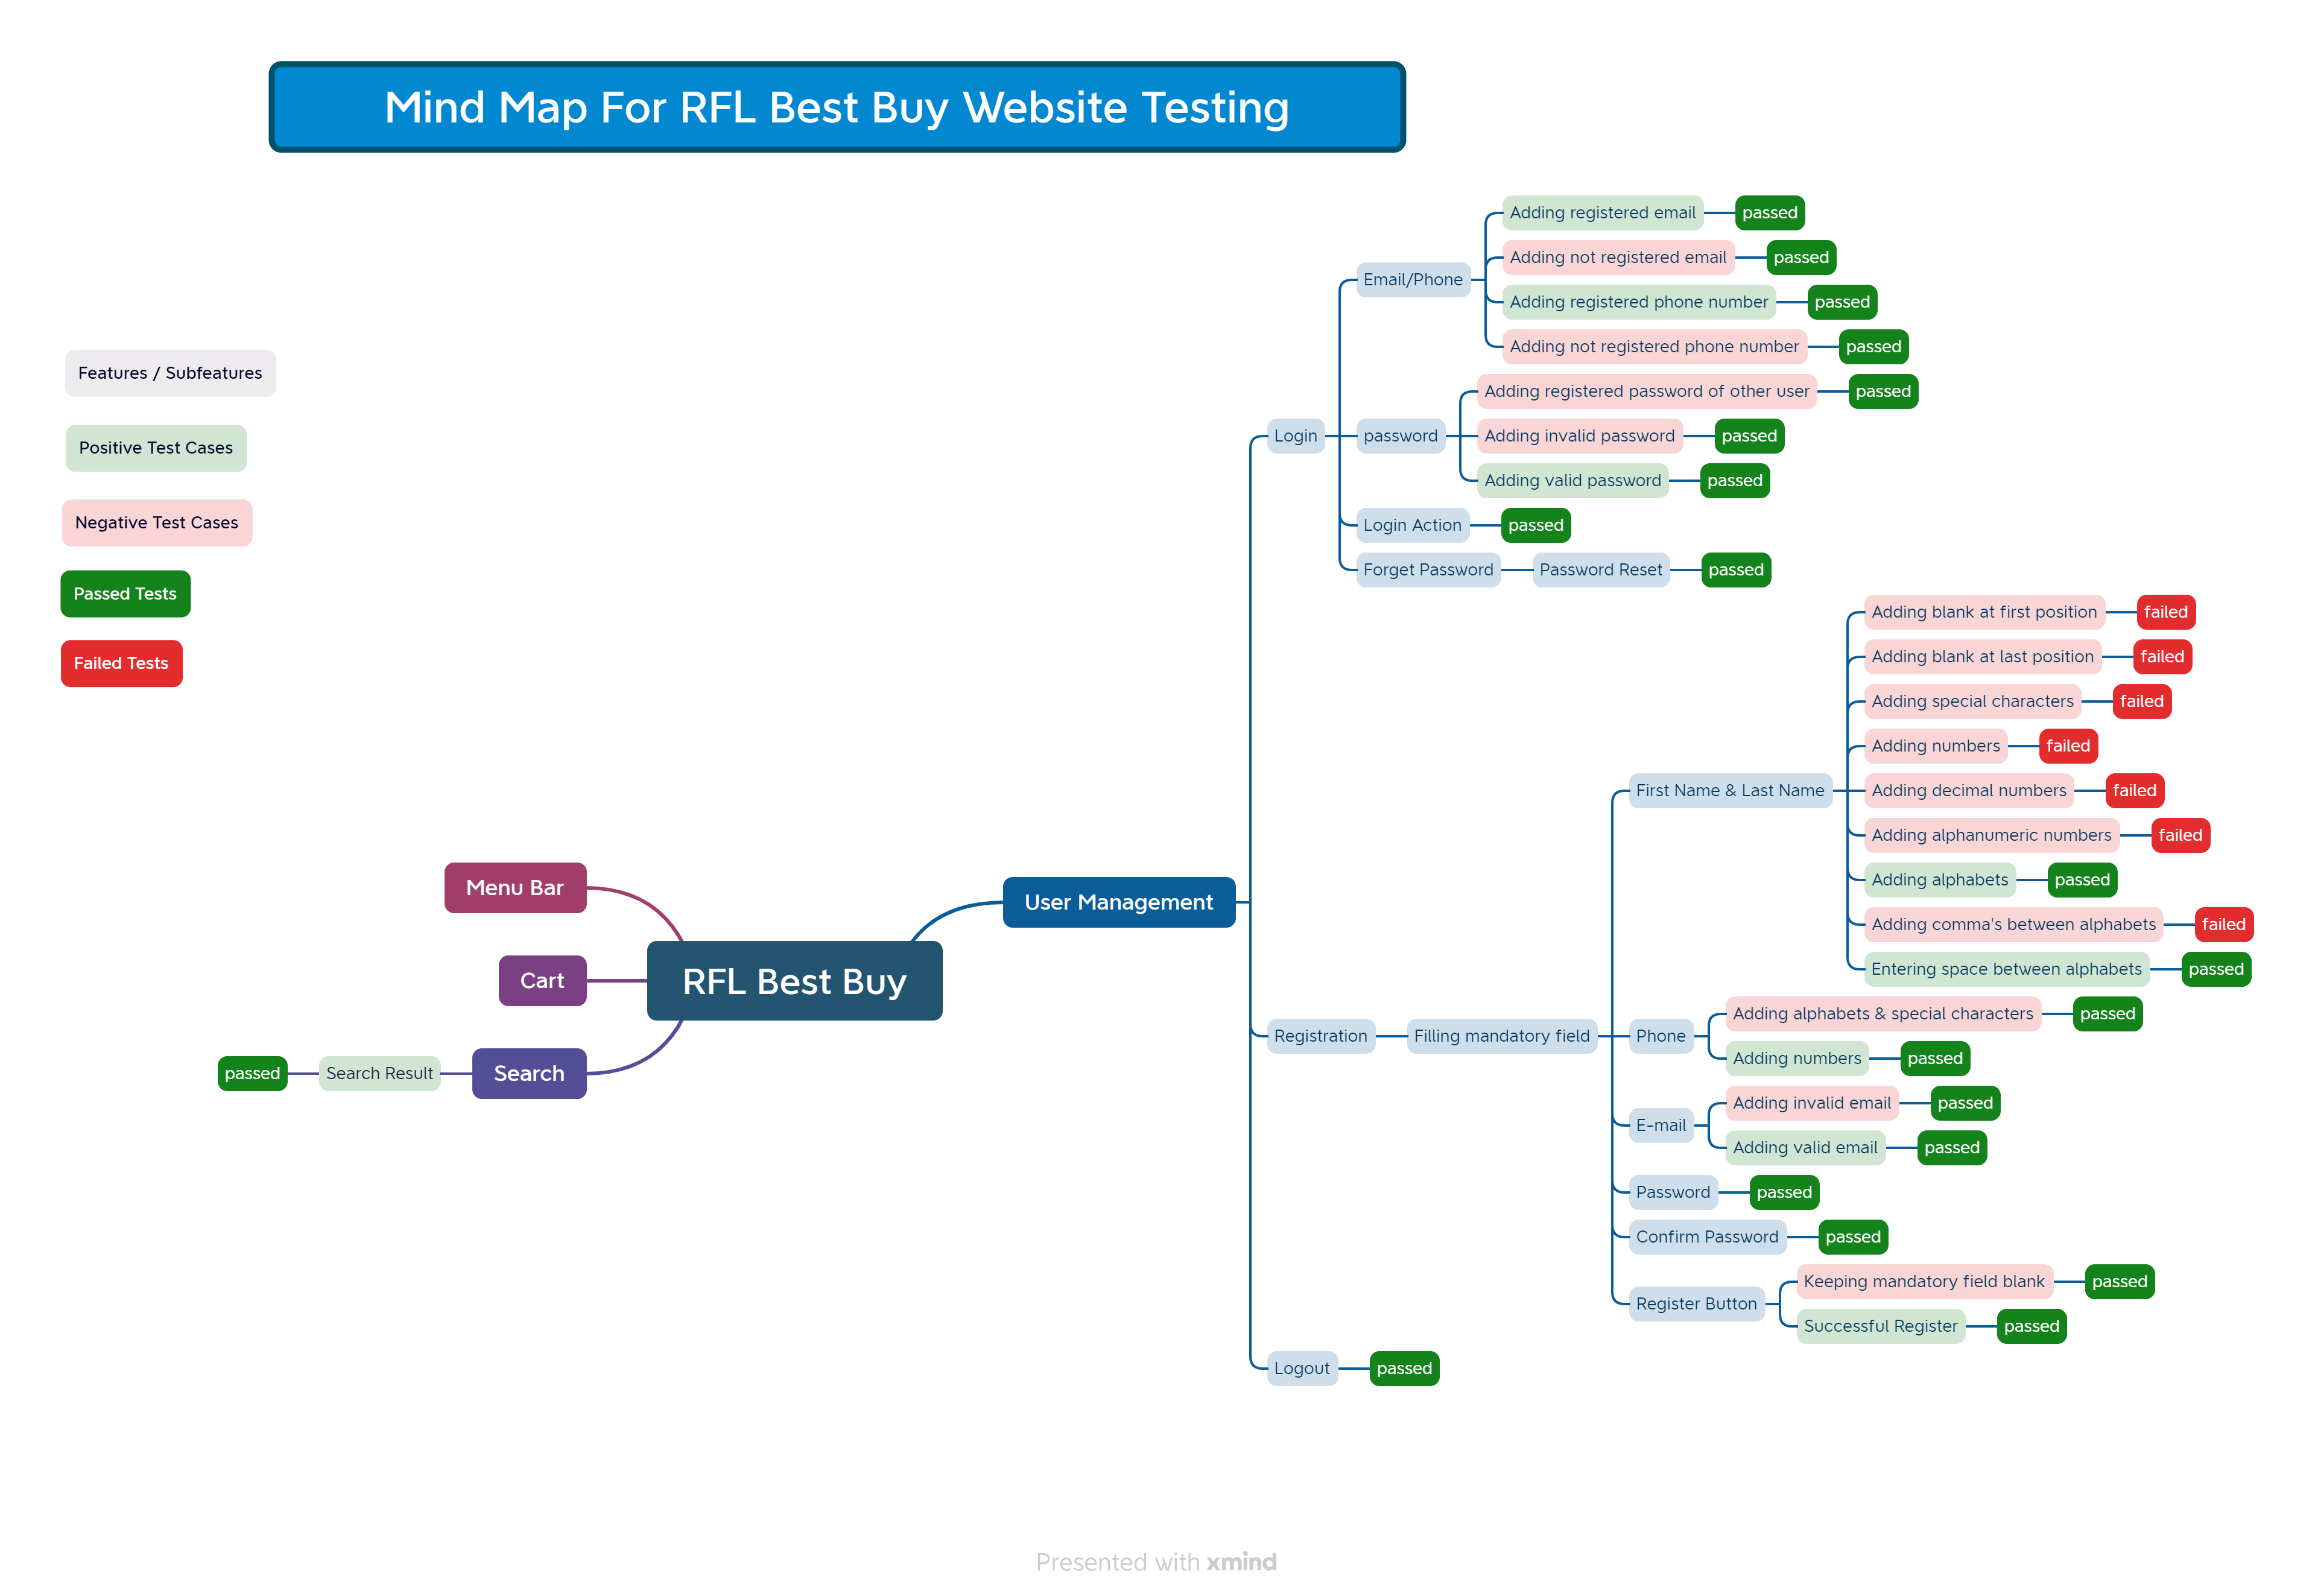 Mind Map For RFL Best Buy Website Testing
Features / Subfeatures
Positive Test Cases
Negative Test Cases
Passed Tests
Failed Tests
RFL Best Buy
Menu Bar
Cart
Search
Search Result
passed
User Management
Login
Email/Phone
Adding registered email
passed
Adding not registered email
passed
Adding registered phone number
passed
Adding not registered phone number
passed
password
Adding registered password of other user
passed
Adding invalid password
passed
Adding valid password
passed
Login Action
passed
Forget Password
Password Reset
passed
Registration
Filling mandatory field
First Name & Last Name
Adding blank at first position
failed
Adding blank at last position
failed
Adding special characters
failed
Adding numbers
failed
Adding decimal numbers
failed
Adding alphanumeric numbers
failed
Adding alphabets
passed
Adding comma's between alphabets
failed
Entering space between alphabets
passed
Phone
Adding alphabets & special characters
passed
Adding numbers
passed
E-mail
Adding invalid email
passed
Adding valid email
passed
Password
passed
Confirm Password
passed
Register Button
Keeping mandatory field blank
passed
Successful Register
passed
Logout
passed
Presented with xmind